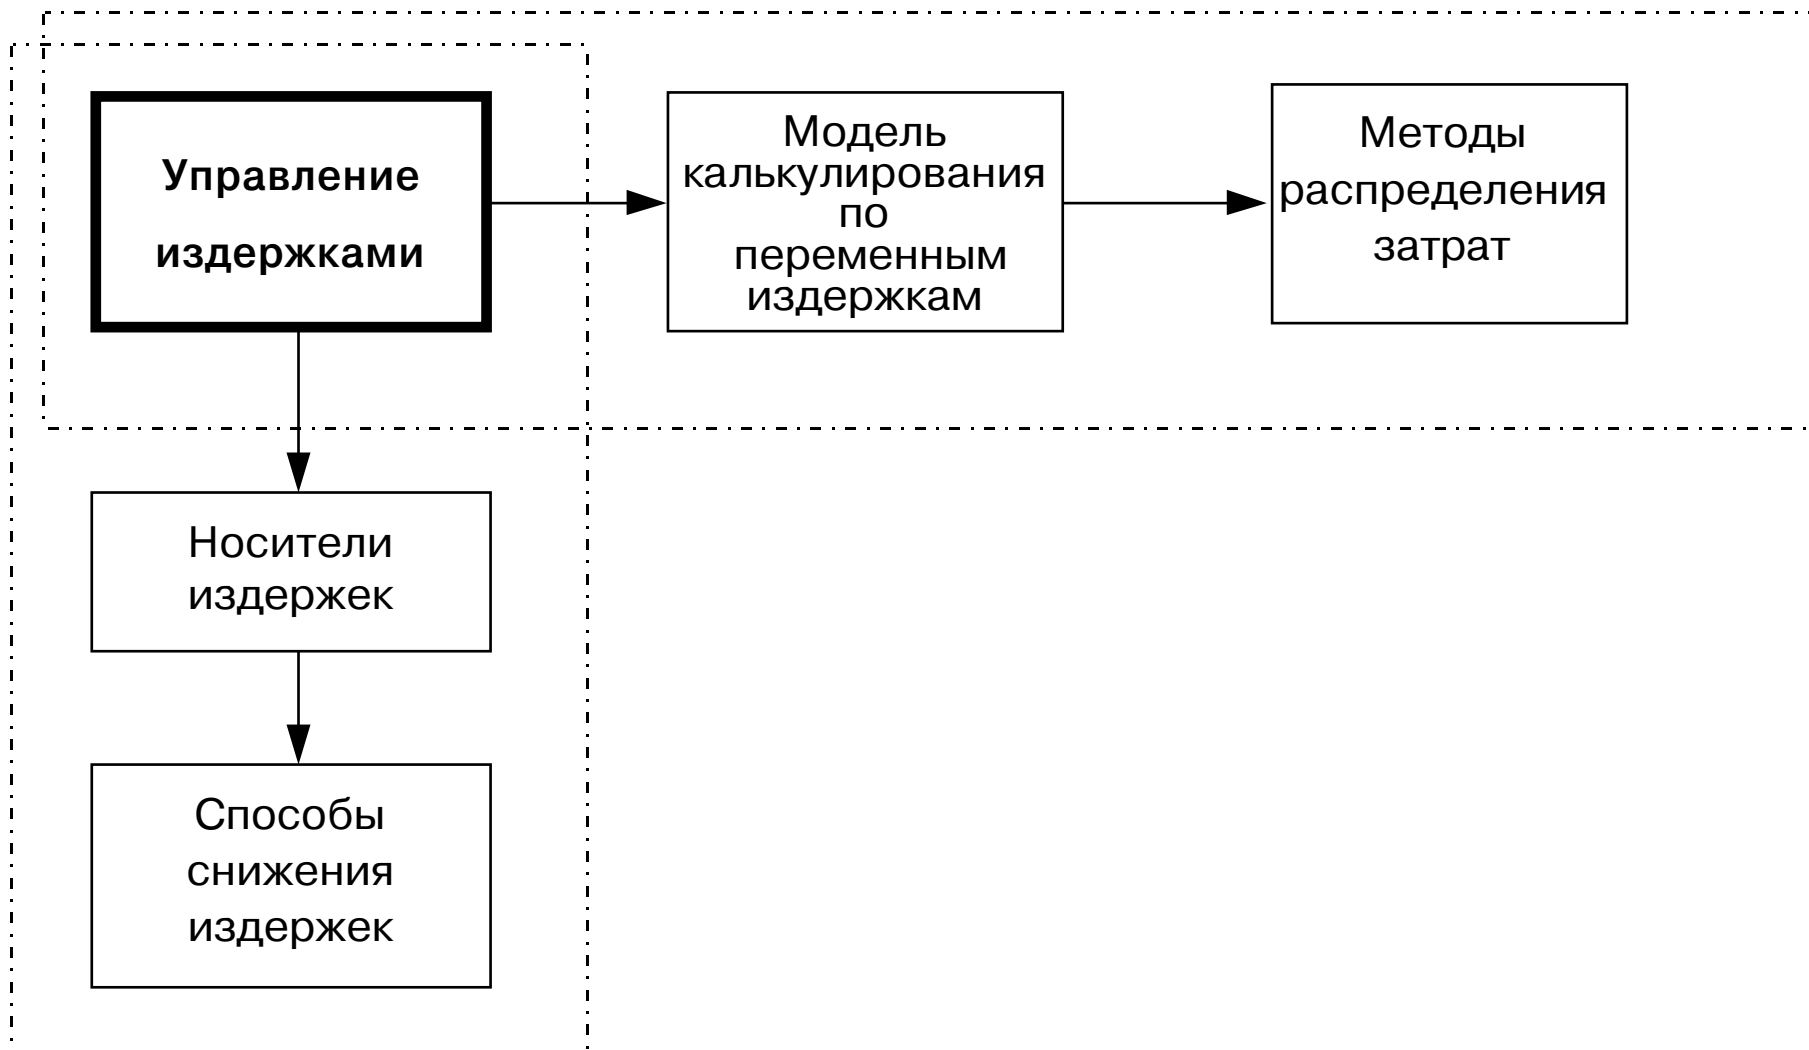 Управление
издержками
Модель
калькулирования
по
переменным
издержкам
Методы
распределения
затрат
Носители
издержек
Способы
снижения
издержек